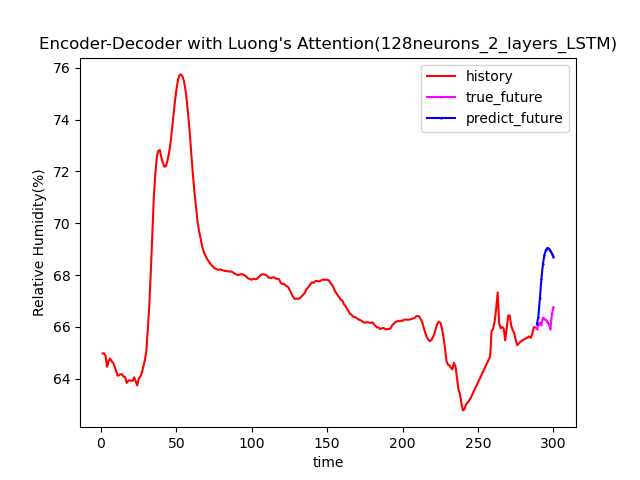 Encoder-Decoder with Luong's Attention(128neurons_2_layers_LSTM)
history
true_future
predict_future
Relative Humidity(%)
76
74
72
70
68
66
64
0 50 100 150 200 250 300
time